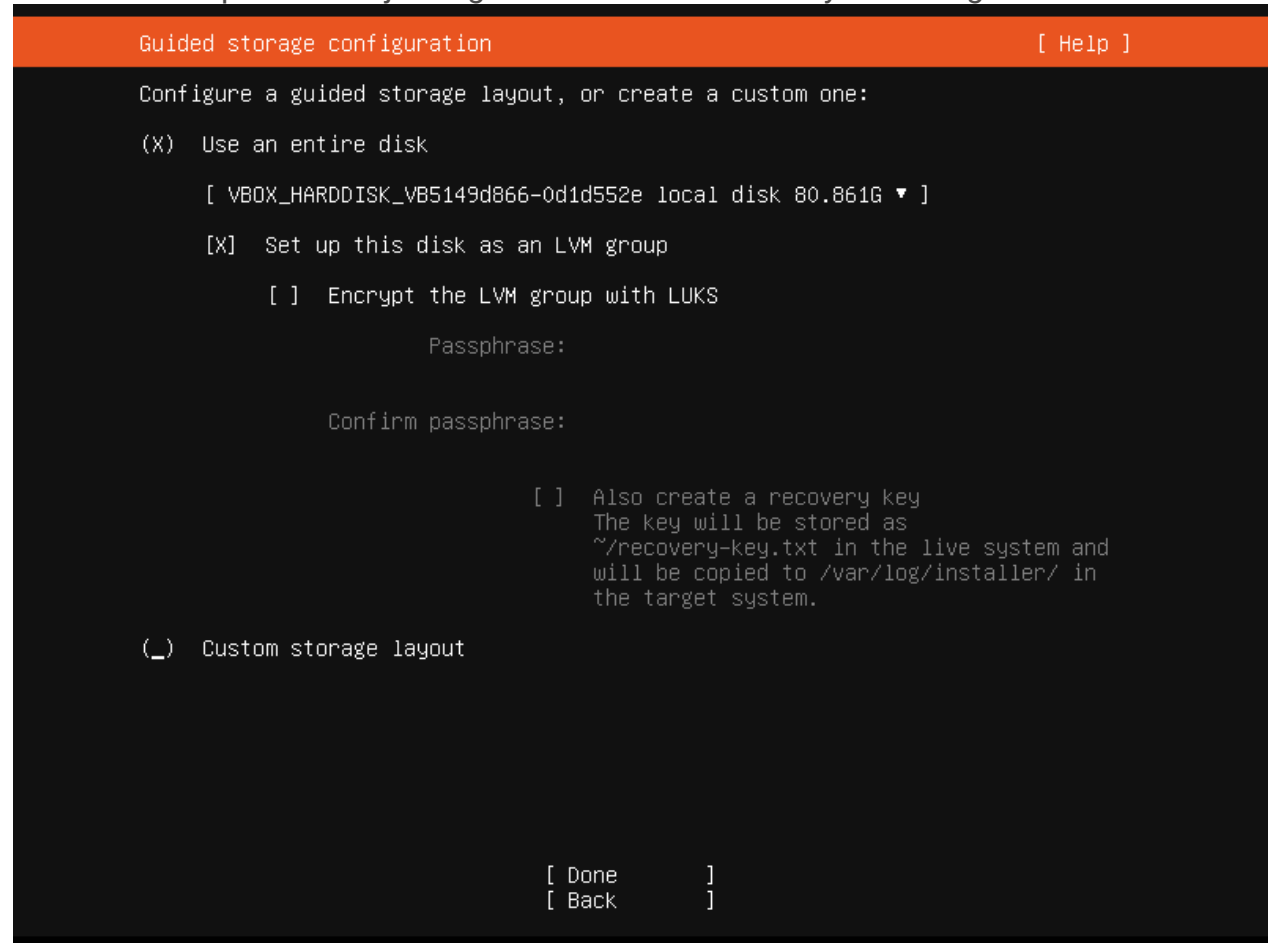 Guided storage configuration [ Help ]
Configure a guided storage layout, or create a custom one:
(X) Use an entire disk
[ VBOX_HARDDISK_VB5149d866-0d1d552e local disk 80.861G ▾ ]
[X] Set up this disk as an LVM group
[ ] Encrypt the LVM group with LUKS
Passphrase:
Confirm passphrase:
[ ] Also create a recovery key
The key will be stored as
~/recovery-key.txt in the live system and
will be copied to /var/log/installer/ in
the target system.
(_) Custom storage layout
[ Done ]
[ Back ]